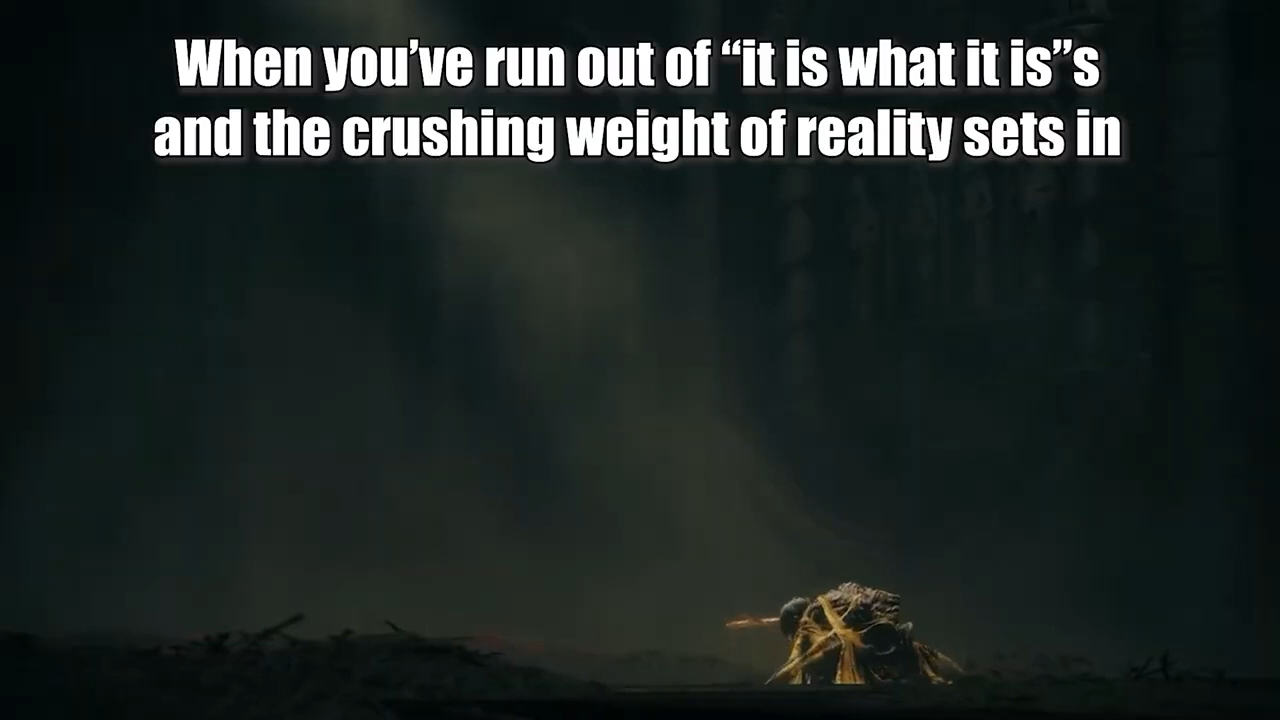 When you’ve run out of “it is what it is”s
and the crushing weight of reality sets in